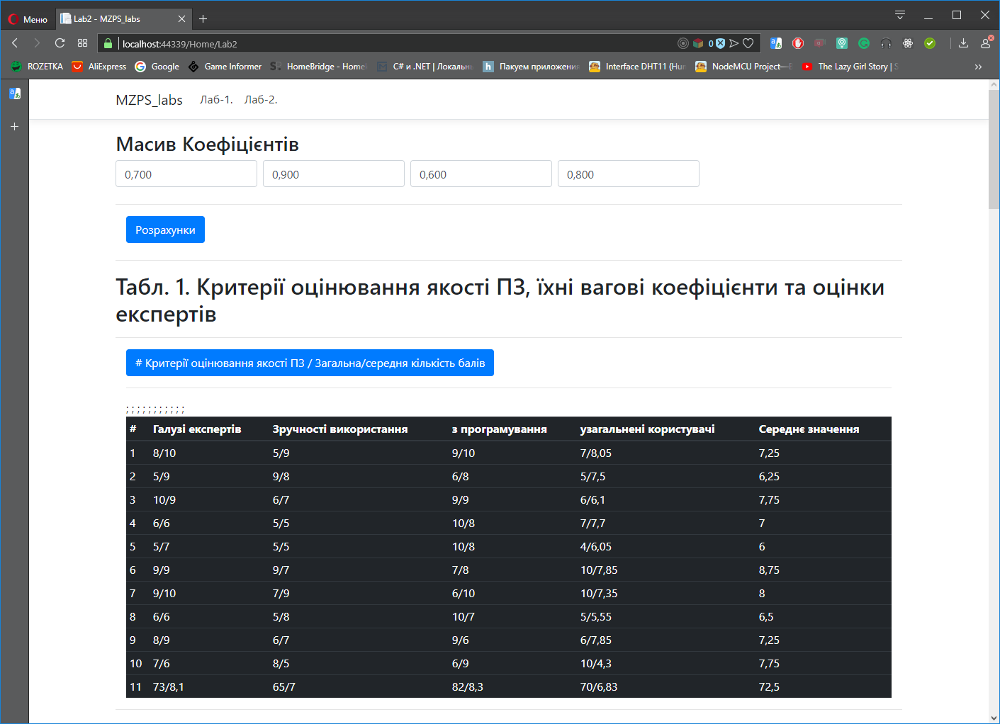 Меню
Lab2 - MZPS_labs
localhost:44339/Home/Lab2
0
ROZETKA AliExpress Google Game Informer HomeBridge - Home C# и .NET | Локальн Пакуем приложения Interface DHT11 (Hu NodeMCU Project— The Lazy Girl Story |
MZPS_labs Лаб-1. Лаб-2.
Масив Коефіцієнтів
0,700 0,900 0,600 0,800
Розрахунки
Табл. 1. Критерії оцінювання якості ПЗ, їхні вагові коефіцієнти та оцінки
експертів
# Критерії оцінювання якості ПЗ / Загальна/середня кількість балів
; ; ; ; ; ; ; ; ; ; ;
# Галузі експертів Зручності використання з програмування узагальнені користувачі Середнє значення
1 8/10 5/9 9/10 7/8,05 7,25
2 5/9 9/8 6/8 5/7,5 6,25
3 10/9 6/7 9/9 6/6,1 7,75
4 6/6 5/5 10/8 7/7,7 7
5 5/7 5/5 10/8 4/6,05 6
6 9/9 9/7 7/8 10/7,85 8,75
7 9/10 7/9 6/10 10/7,35 8
8 6/6 5/8 10/7 5/5,55 6,5
9 8/9 6/7 9/6 6/7,85 7,25
10 7/6 8/5 6/9 10/4,3 7,75
11 73/8,1 65/7 82/8,3 70/6,83 72,5